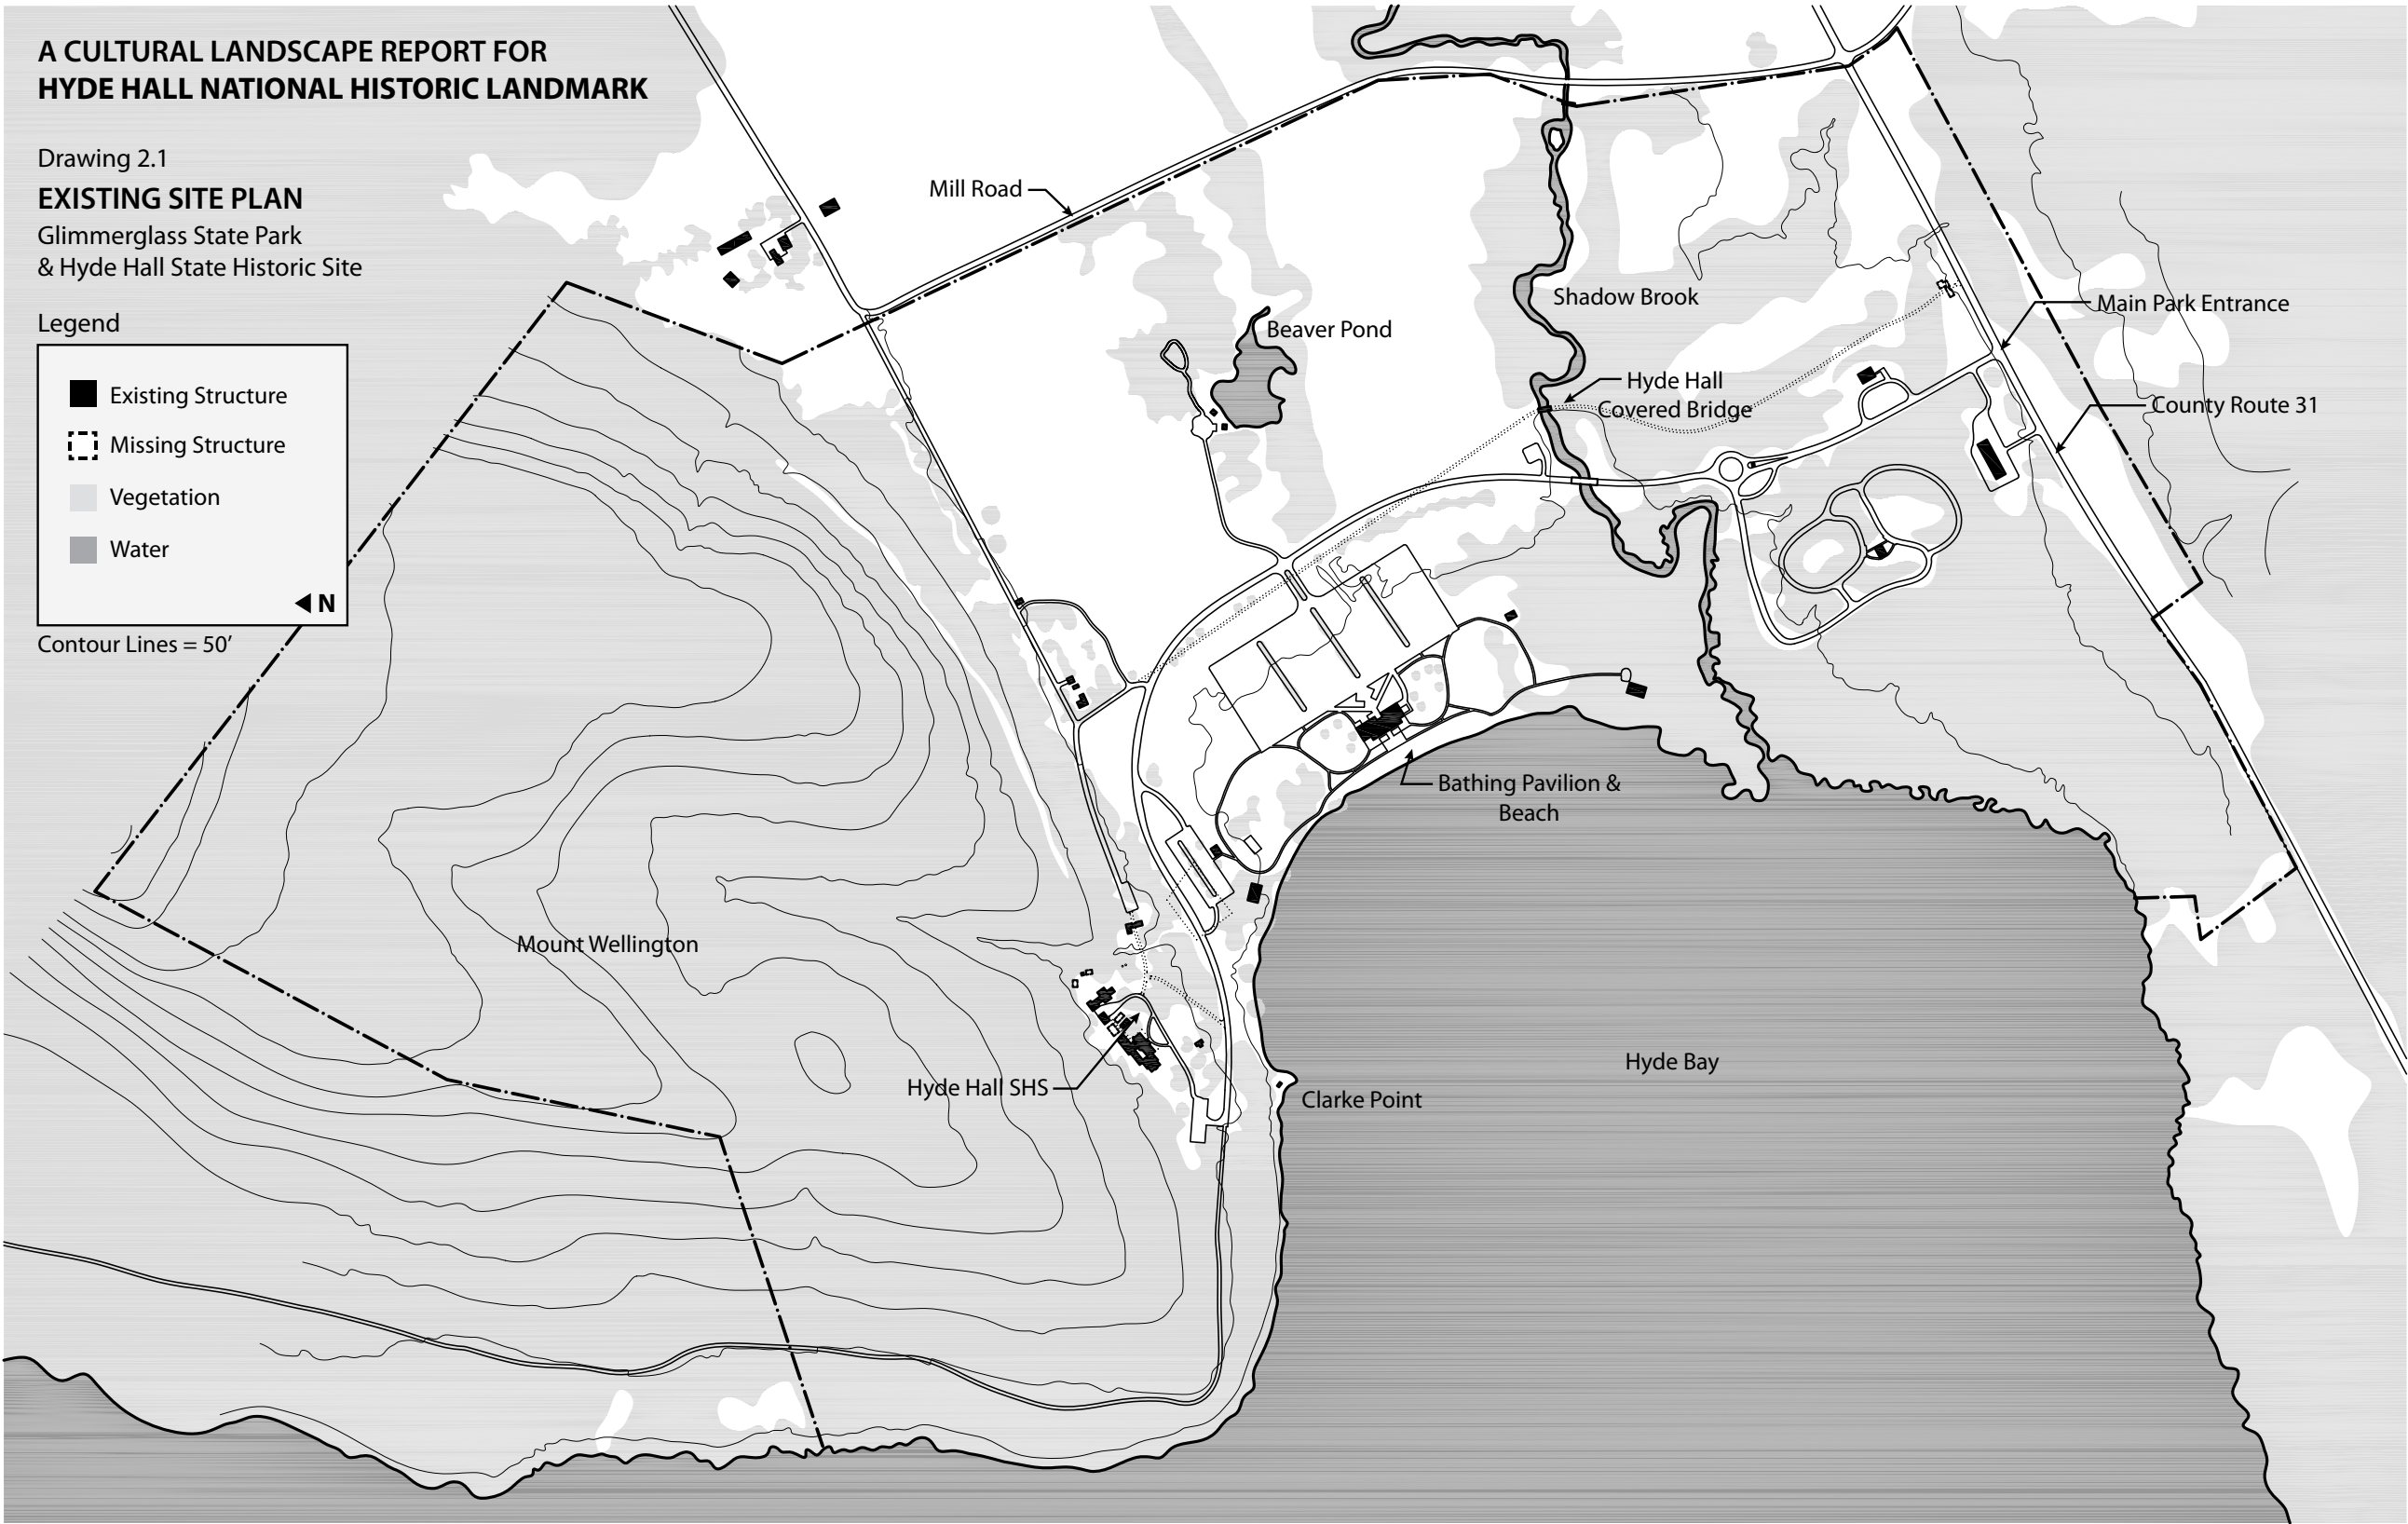 A CULTURAL LANDSCAPE REPORT FOR
HYDE HALL NATIONAL HISTORIC LANDMARK
Drawing 2.1
EXISTING SITE PLAN
Glimmerglass State Park
& Hyde Hall State Historic Site
Legend
Existing Structure
Missing Structure
Vegetation
Water
N
Contour Lines = 50′
Mill Road
Beaver Pond
Shadow Brook
Main Park Entrance
Hyde Hall
Covered Bridge
County Route 31
Bathing Pavilion &
Beach
Mount Wellington
Hyde Hall SHS
Clarke Point
Hyde Bay